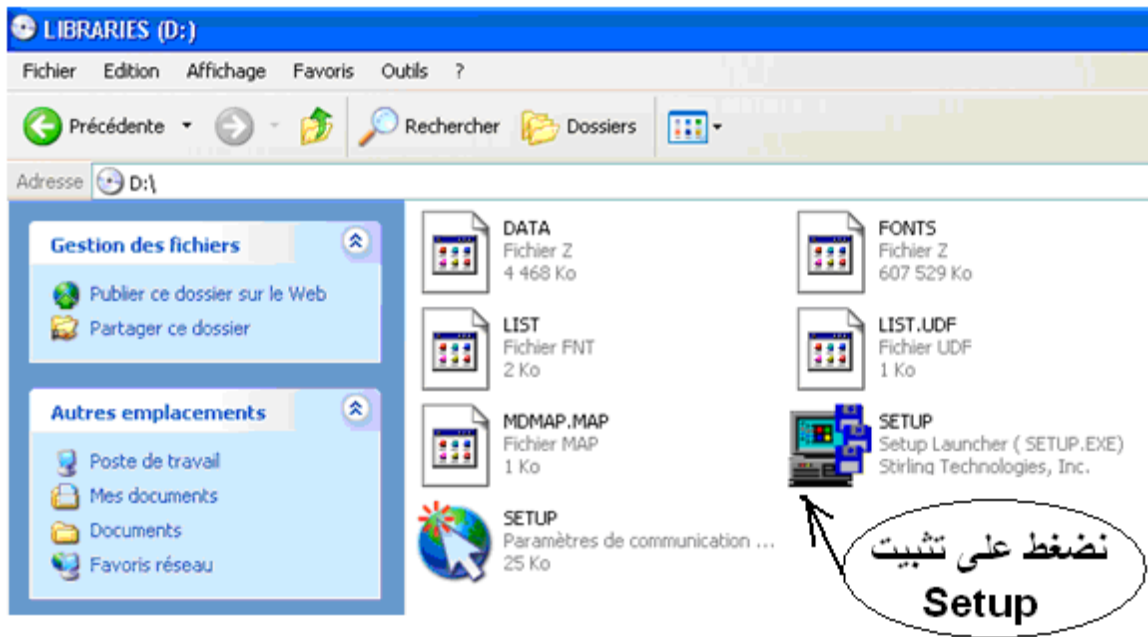 LIBRARIES (D:)
Fichier Edition Affichage Favoris Outils ?
Précédente Rechercher Dossiers
Adresse D:\
Gestion des fichiers
Publier ce dossier sur le Web
Partager ce dossier
Autres emplacements
Poste de travail
Mes documents
Documents
Favoris réseau
DATA
Fichier Z
4 468 Ko
FONTS
Fichier Z
607 529 Ko
LIST
Fichier FNT
2 Ko
LIST.UDF
Fichier UDF
1 Ko
MDMAP.MAP
Fichier MAP
1 Ko
SETUP
Setup Launcher ( SETUP.EXE)
Stirling Technologies, Inc.
SETUP
Paramètres de communication ...
25 Ko
نضغط على تثبيت
Setup